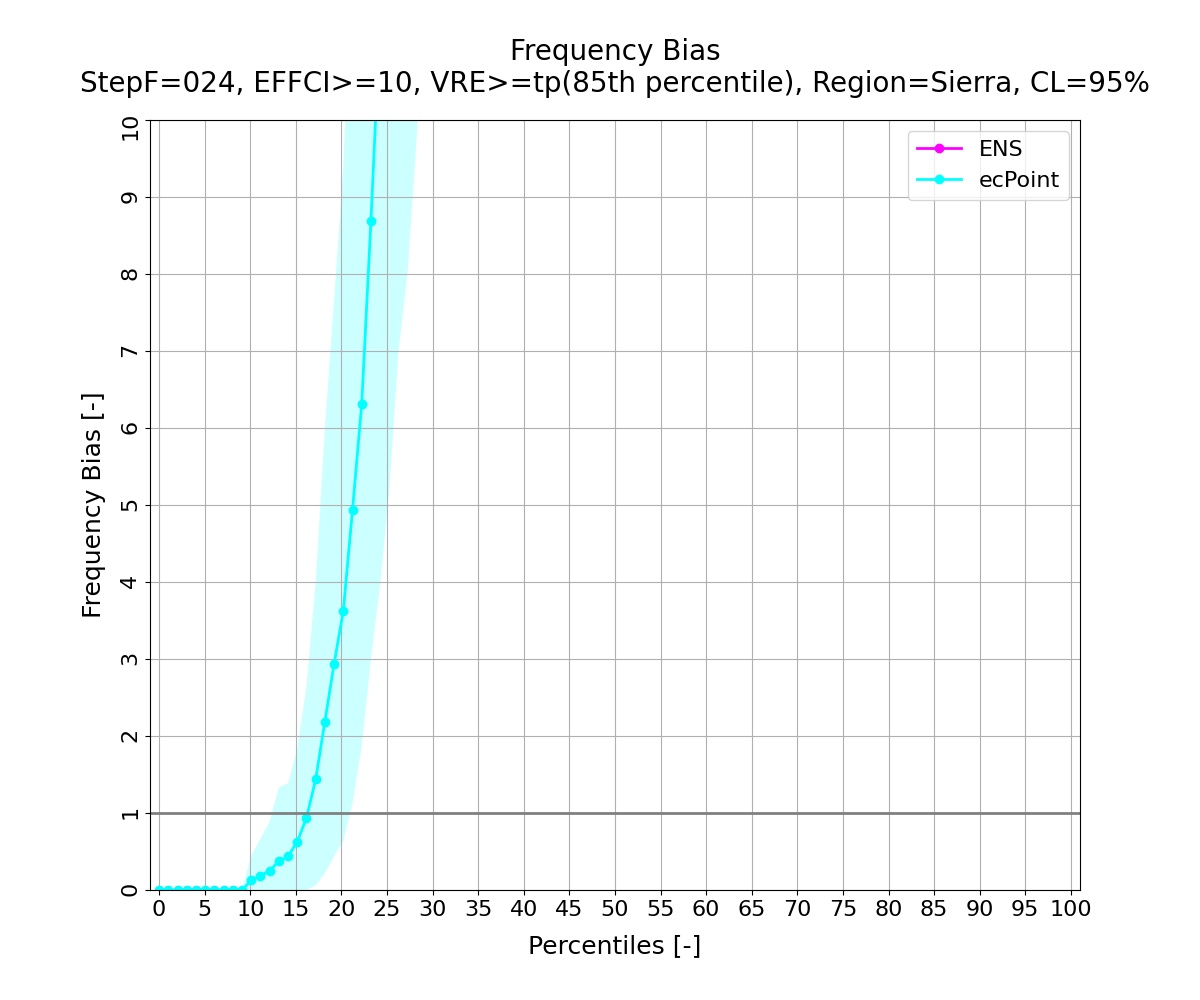 Frequency Bias
StepF=024, EFFCI>=10, VRE>=tp(85th percentile), Region=Sierra, CL=95%
ENS
ecPoint
10
9
8
7
6
5
4
3
2
1
0
Frequency Bias [-]
0 5 10 15 20 25 30 35 40 45 50 55 60 65 70 75 80 85 90 95 100
Percentiles [-]